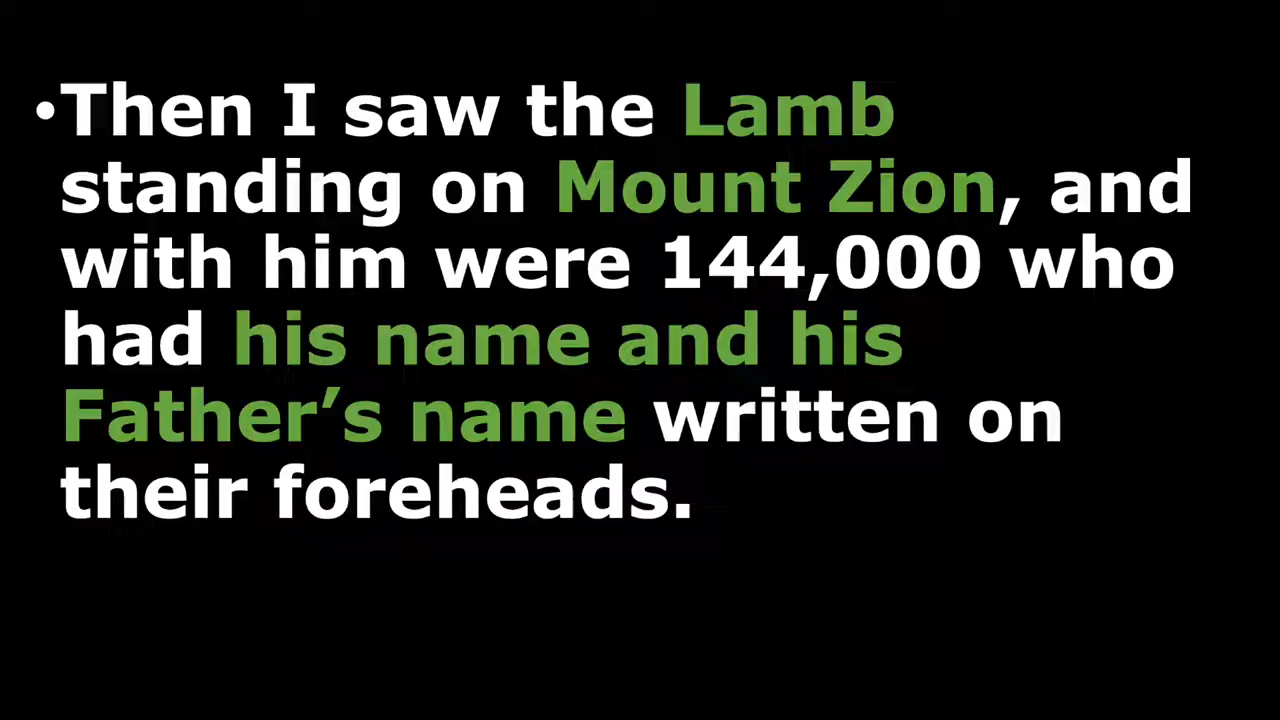 •Then I saw the Lamb
standing on Mount Zion, and
with him were 144,000 who
had his name and his
Father’s name written on
their foreheads.